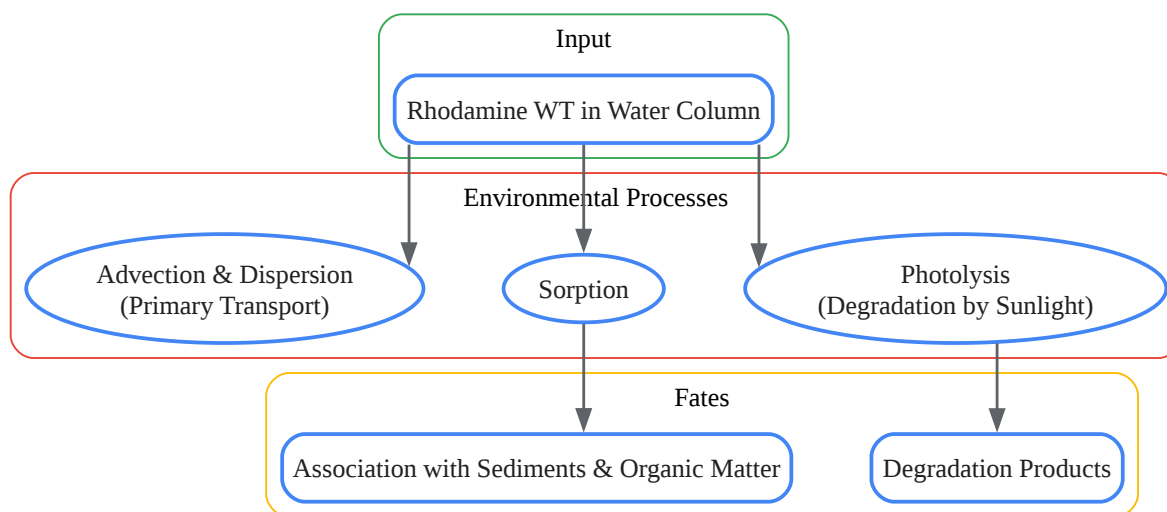 Input
Rhodamine WT in Water Column
Environmental Processes
Advection & Dispersion
(Primary Transport)
Sorption
Photolysis
(Degradation by Sunlight)
Fates
Association with Sediments & Organic Matter
Degradation Products